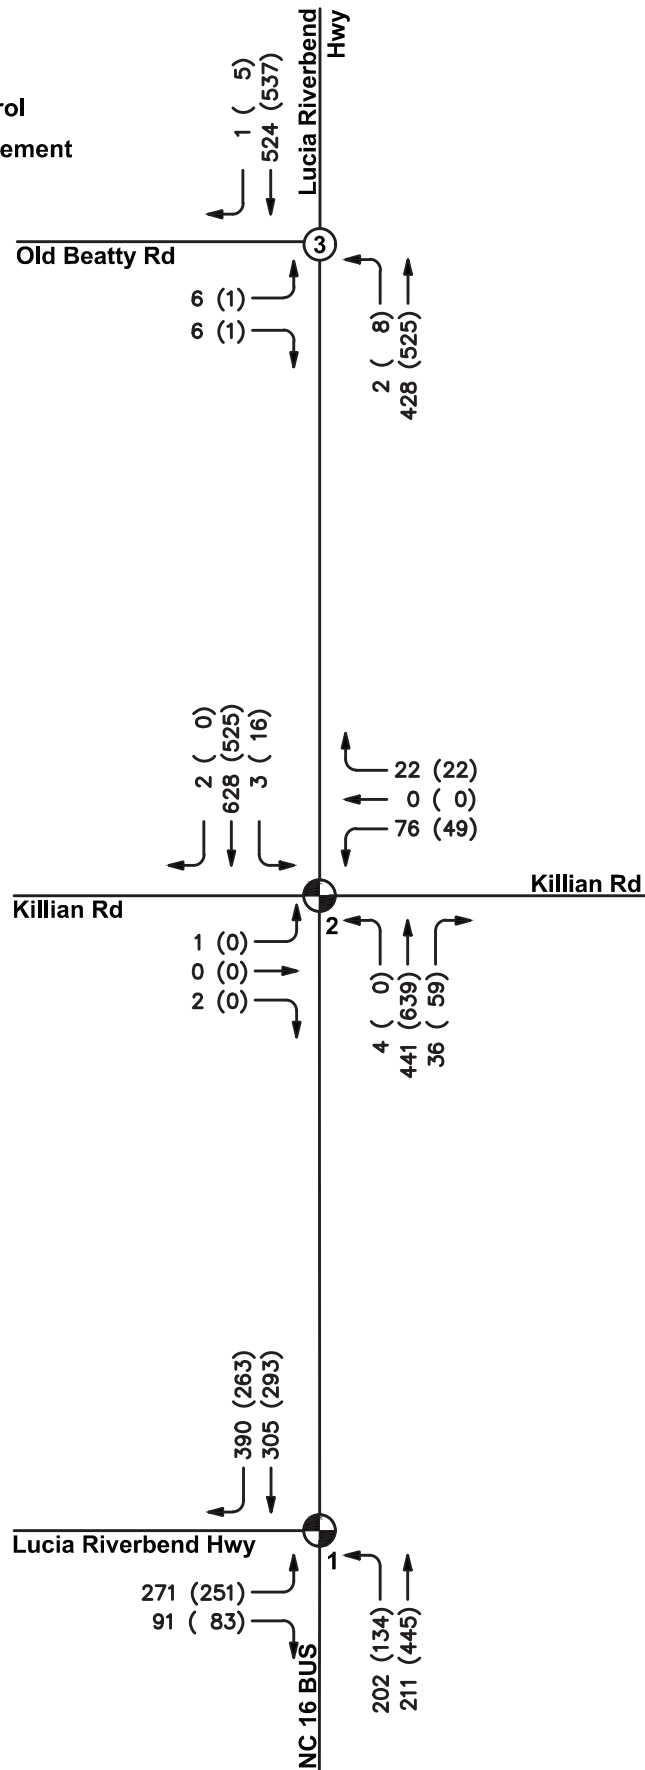 Lucia Riverbend
Hwy
rol
ement
1 ( 5)
524 (537)
3
Old Beatty Rd
6 (1)
6 (1)
2 ( 8)
428 (525)
2 ( 0)
628 (525)
3 ( 16)
22 (22)
0 ( 0)
76 (49)
Killian Rd
Killian Rd
2
1 (0)
0 (0)
2 (0)
4 ( 0)
441 (639)
36 ( 59)
390 (263)
305 (293)
Lucia Riverbend Hwy
1
271 (251)
91 ( 83)
202 (134)
211 (445)
NC 16 BUS